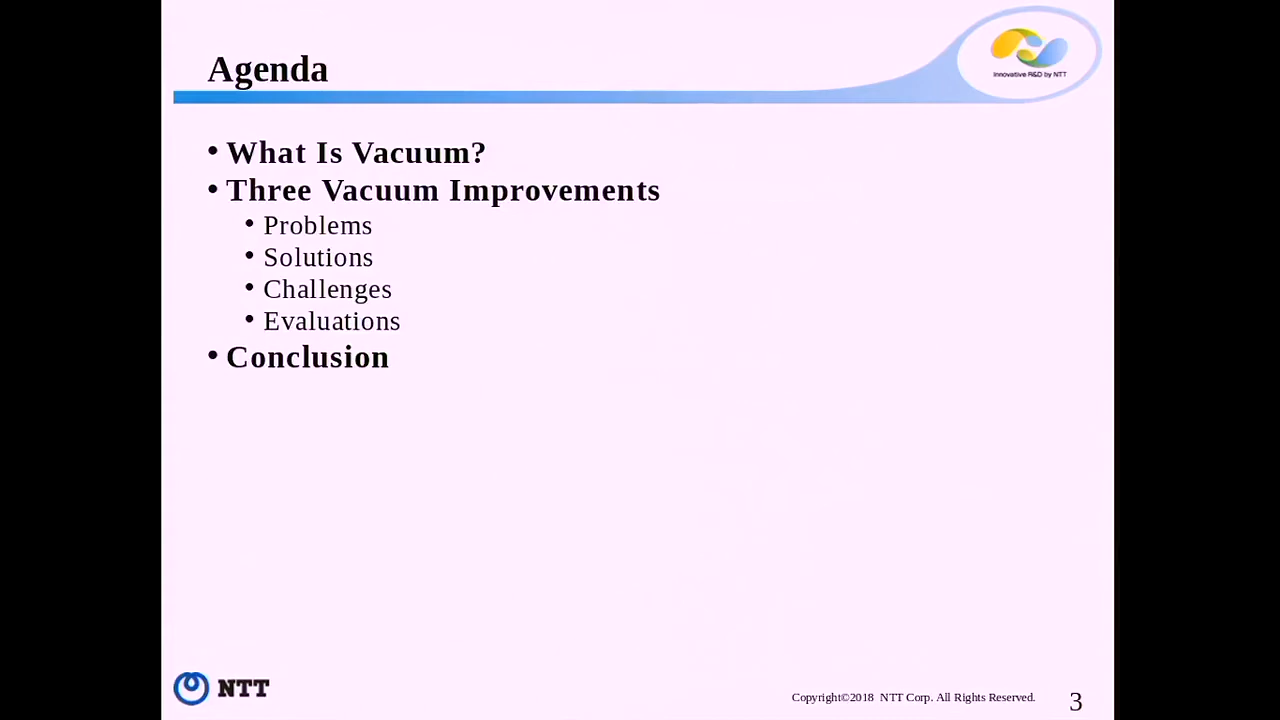 Agenda
Innovative R&D by NTT
• What Is Vacuum?
• Three Vacuum Improvements
• Problems
• Solutions
• Challenges
• Evaluations
• Conclusion
NTT
Copyright©2018 NTT Corp. All Rights Reserved.
3